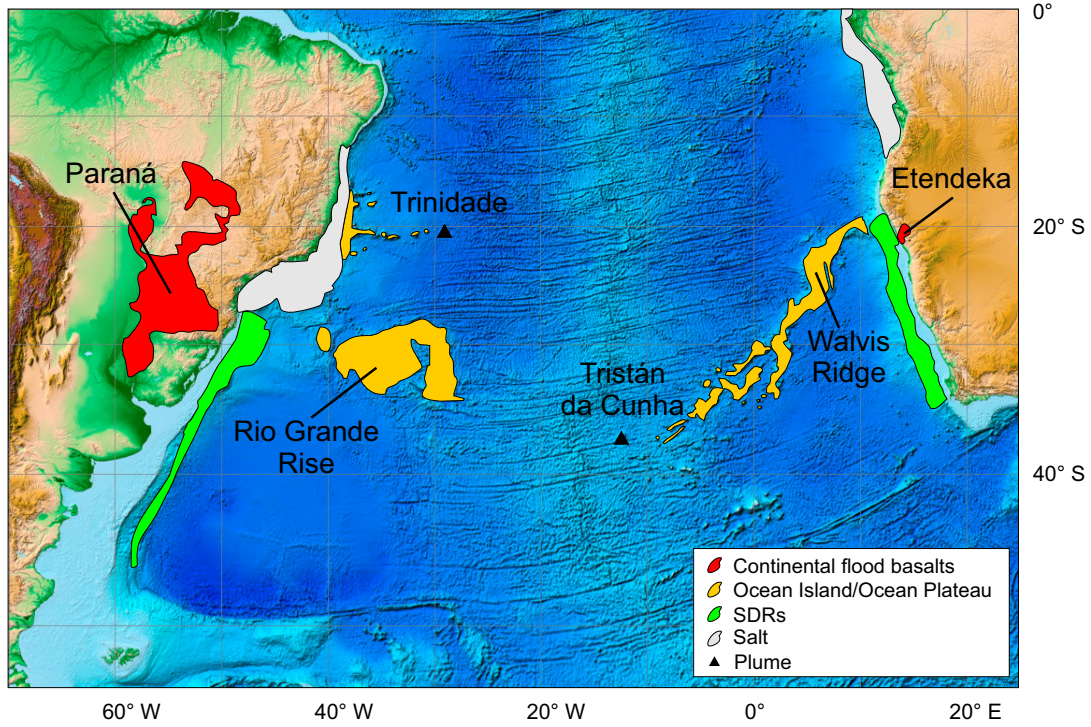 0°
Paraná
Trinidade
Etendeka
20° S
Walvis
Ridge
Tristán
da Cunha
Rio Grande
Rise
40° S
Continental flood basalts
Ocean Island/Ocean Plateau
SDRs
Salt
Plume
60° W
40° W
20° W
0°
20° E